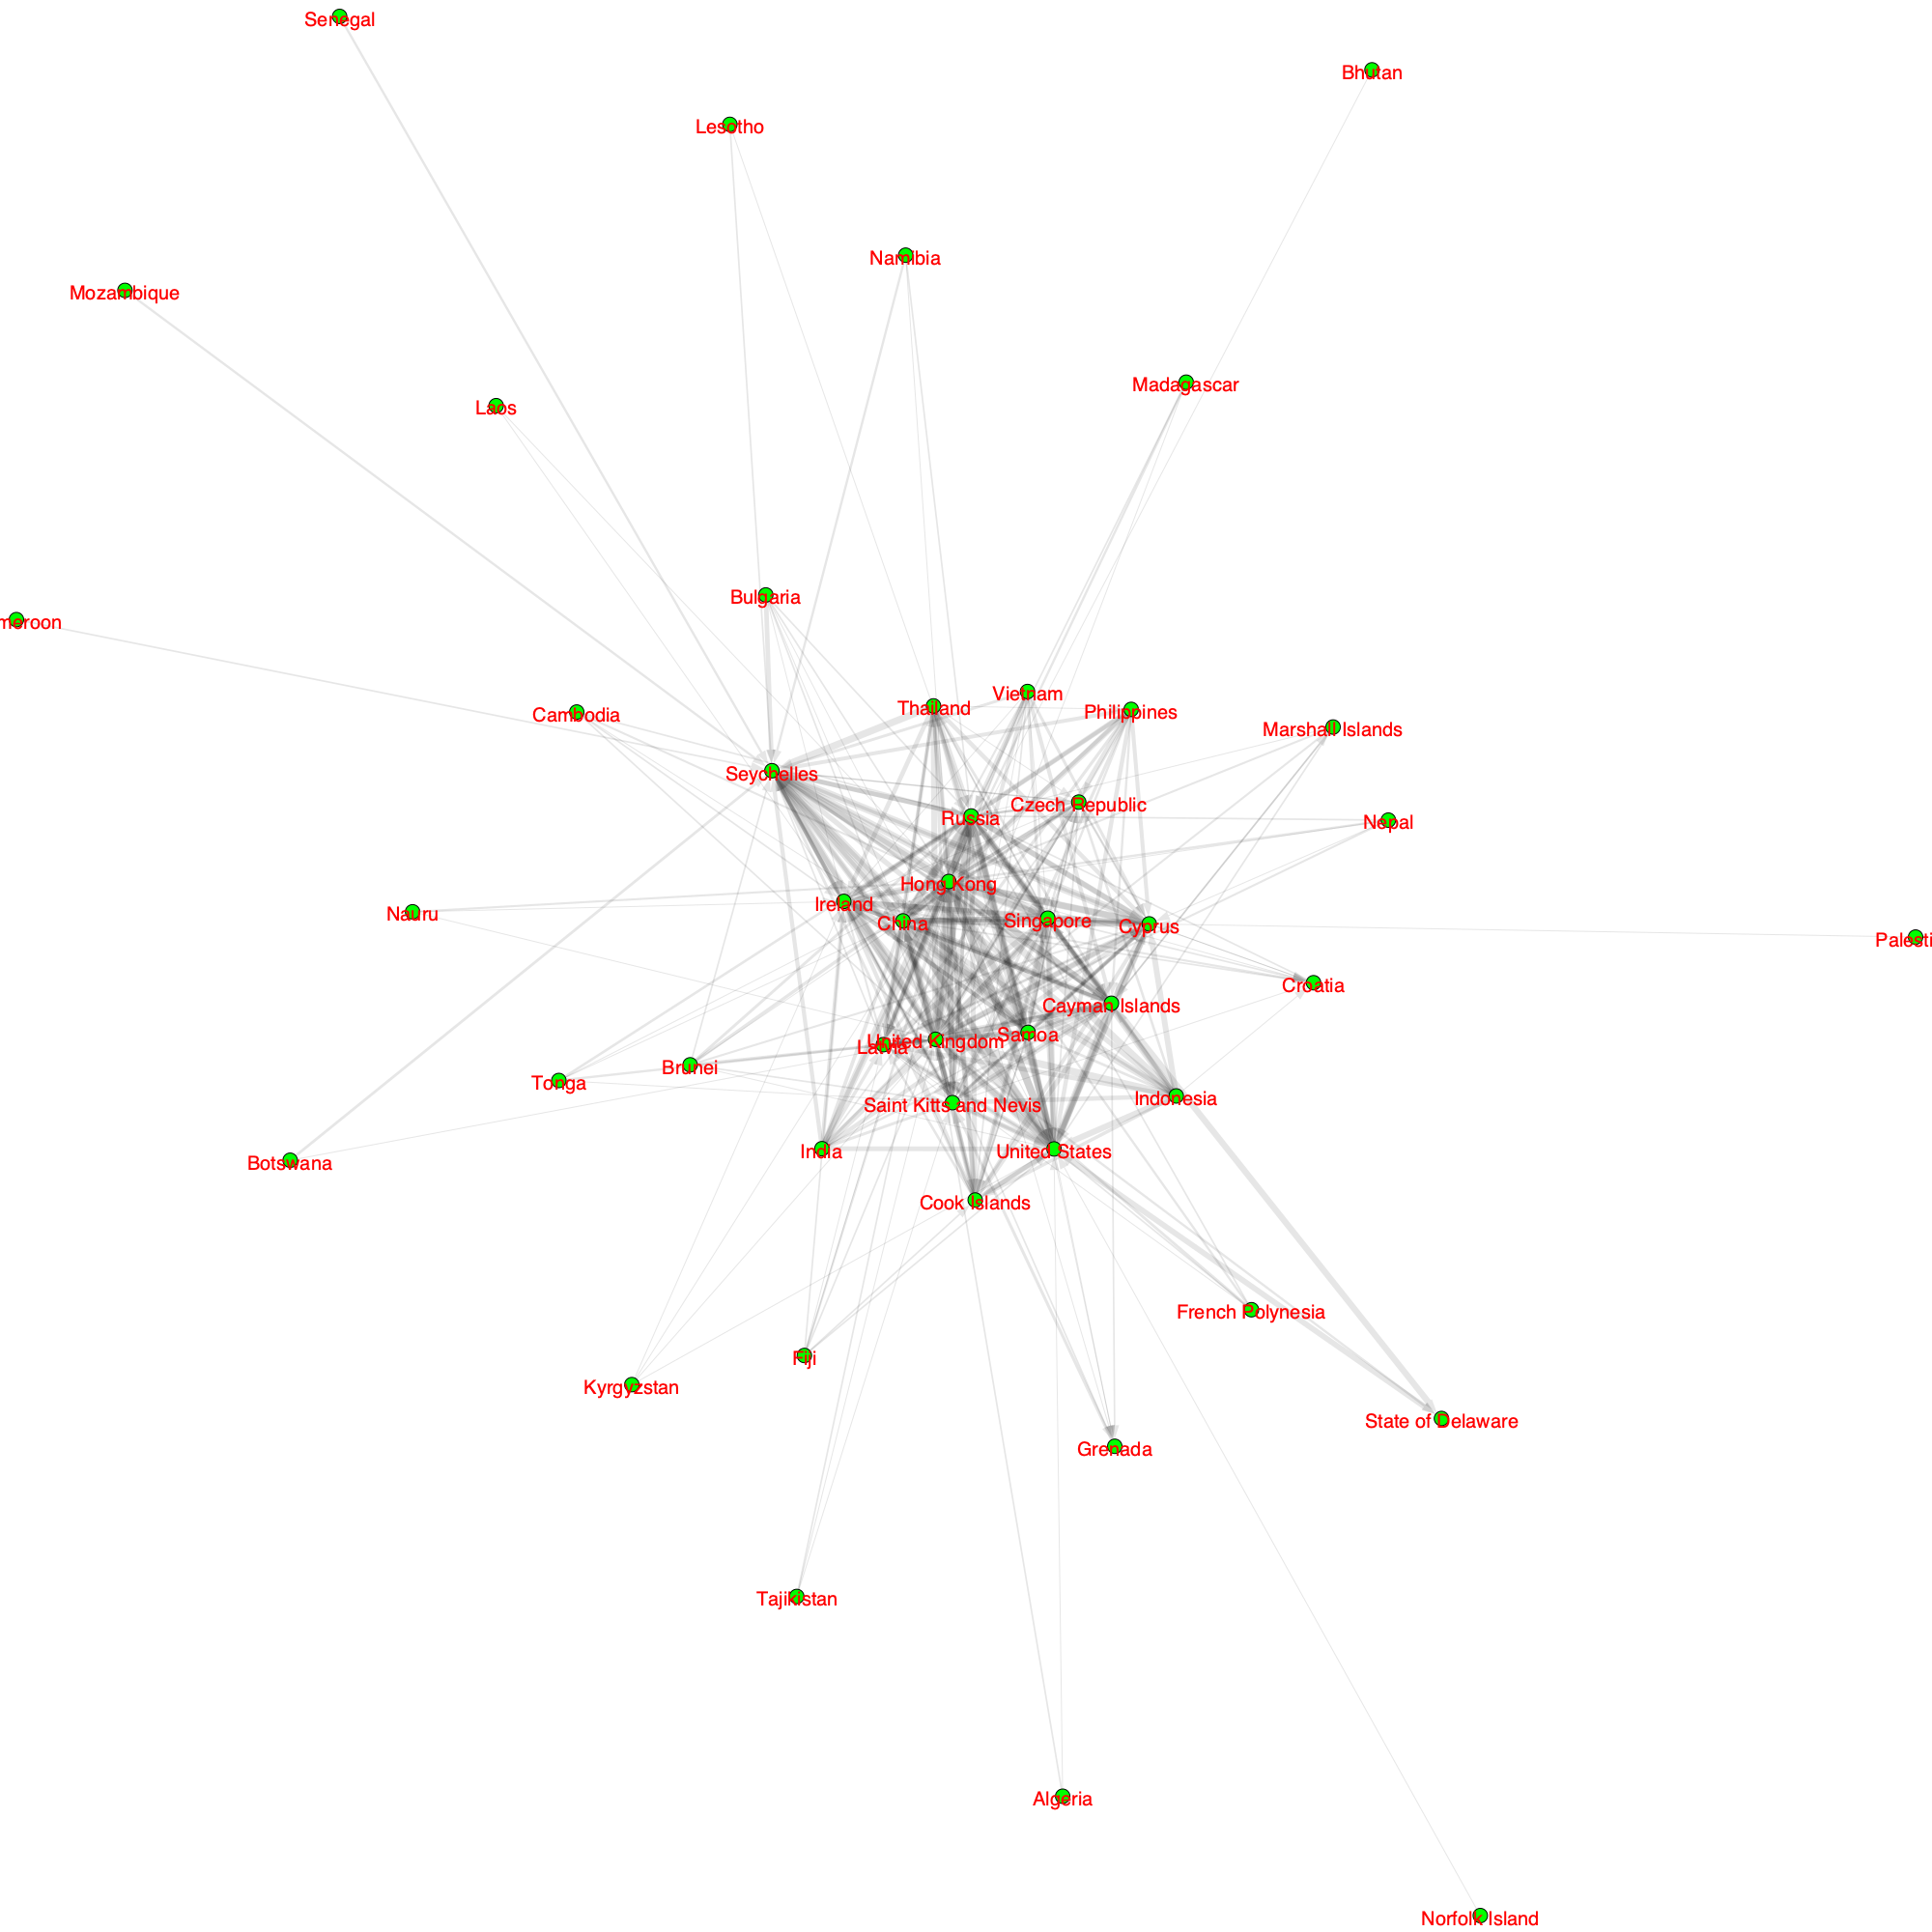 Senegal
Bhutan
Lesotho
Namibia
Mozambique
Madagascar
Laos
Bulgaria
meroon
Vietnam
Thailand
Philippines
Cambodia
Marshall Islands
Seychelles
Czech Republic
Russia
Nepal
Hong Kong
Ireland
Nauru
China
Singapore
Cyprus
Palesti
Croatia
Cayman Islands
Samoa
United Kingdom
Latvia
Brunei
Tonga
Indonesia
Saint Kitts and Nevis
India
United States
Botswana
Cook Islands
French Polynesia
Fiji
Kyrgyzstan
State of Delaware
Grenada
Tajikistan
Algeria
Norfolk Island